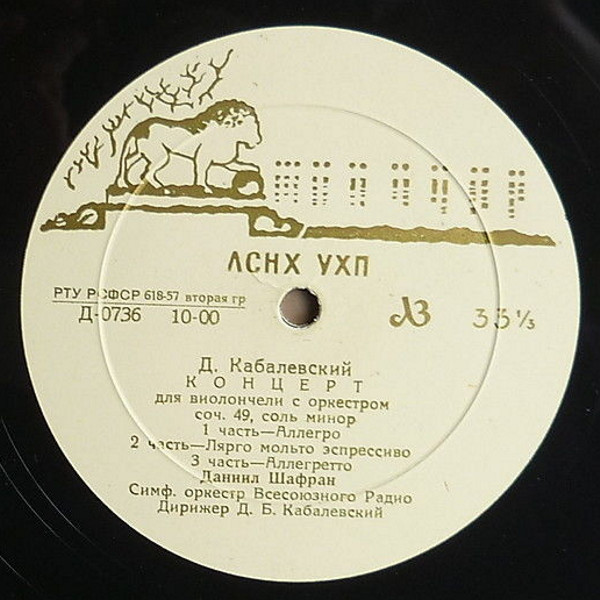 ЛСНХ УХП
РТУ РСФСР 618-57 вторая гр
Д-0736 10-00
ЛЗ 33⅓
Д. Кабалевский
КОНЦЕРТ
для виолончели с оркестром
соч. 49, соль минор
1 часть—Аллегро
2 часть—Лярго мольто эспрессиво
3 часть—Аллегретто
Даниил Шафран
Симф. оркестр Всесоюзного Радио
Дирижер Д. Б. Кабалевский